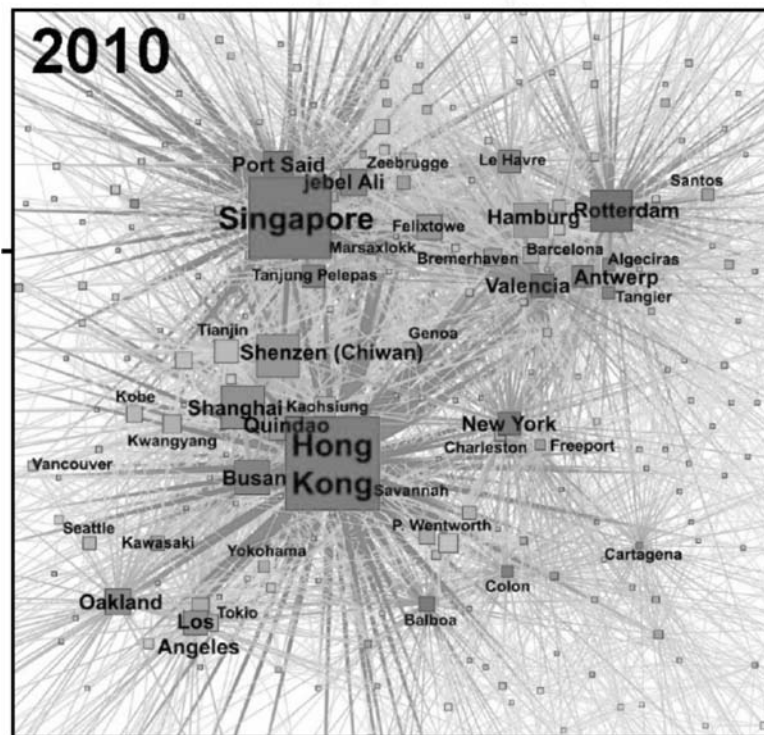 2010
Port Said
Zeebrugge
Le Havre
jebel Ali
Santos
Singapore
Felixtowe
Hamburg
Rotterdam
Marsaxlokk
Bremerhaven
Barcelona
Algeciras
Tanjung Pelepas
Valencia
Antwerp
Tangier
Tianjin
Genoa
Shenzen (Chiwan)
Kobe
Shanghai
Kaohsiung
Kwangyang
Quindao
New York
Hong
Kong
Charleston
Freeport
Vancouver
Busan
Savannah
Seattle
Kawasaki
P. Wentworth
Yokohama
Cartagena
Colon
Oakland
Los
Angeles
Tokio
Balboa